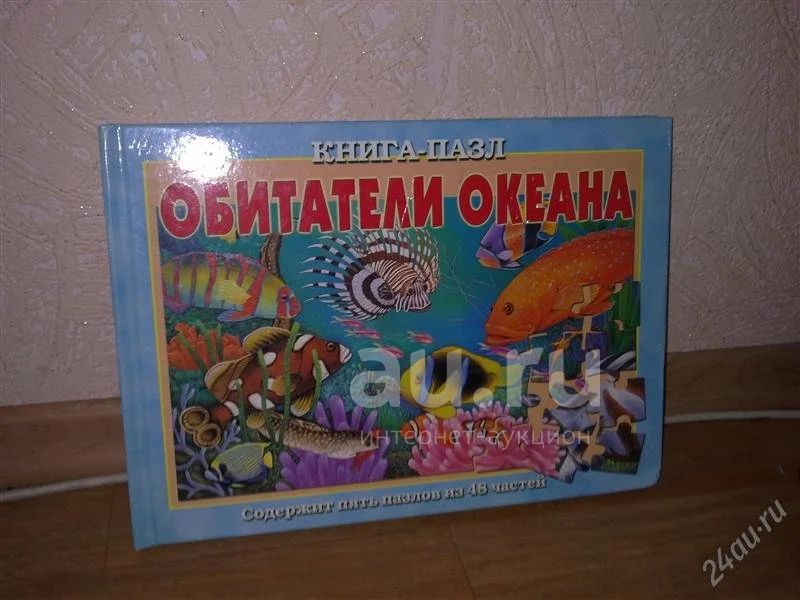 КНИГА-ПАЗЛ
ОБИТАТЕЛИ ОКЕАНА
au.ru
интернет-аукцион
Содержит пять пазлов из 48 частей
24au.ru